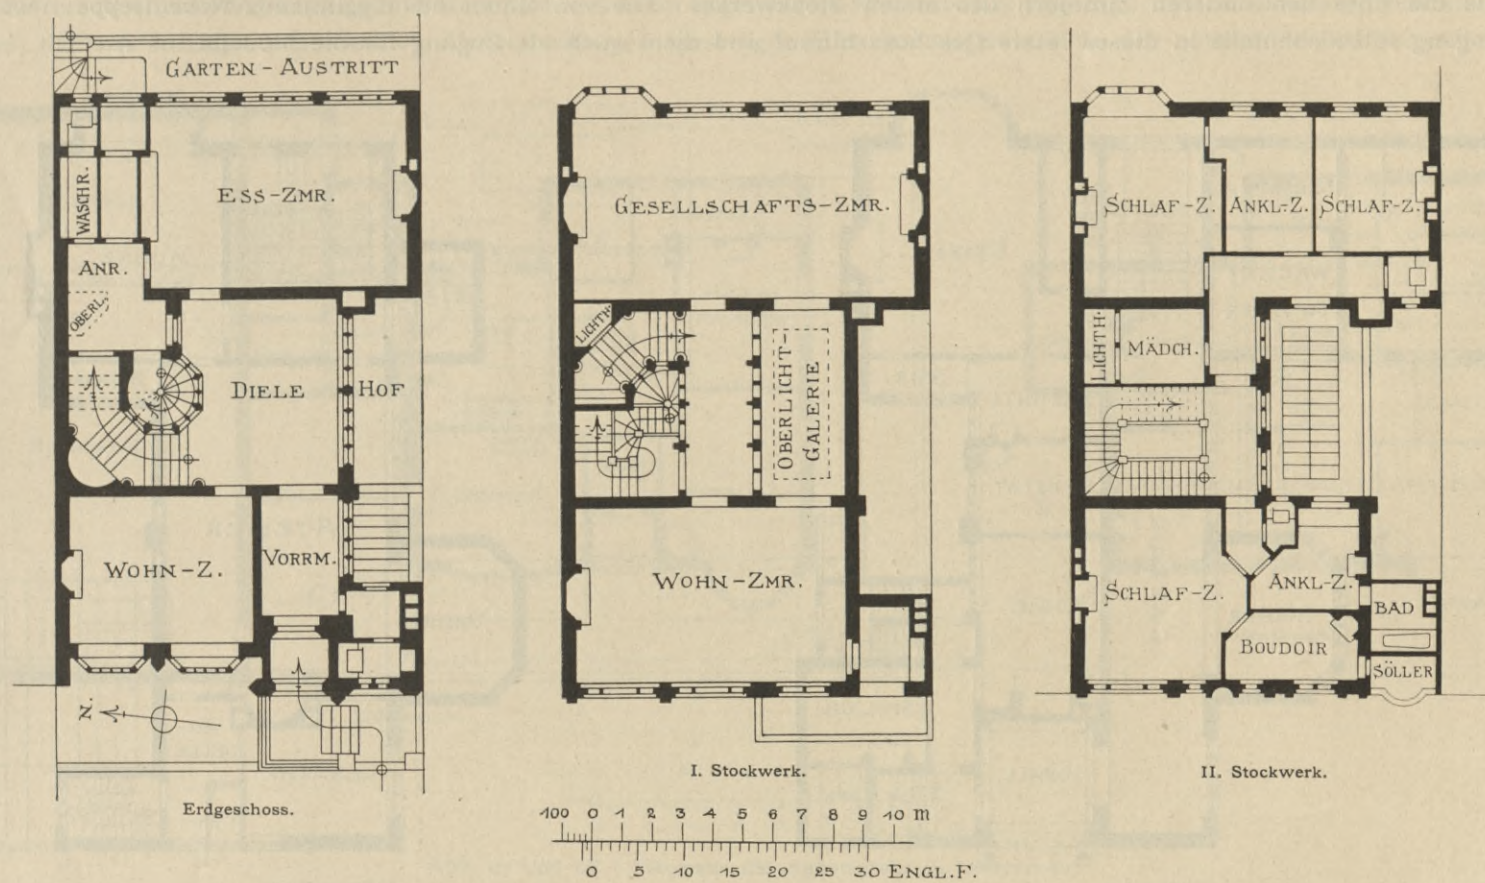 GARTEN-AUSTRITT
WÄSCHR.
ESS-ZMR.
ANR.
OBERL.
DIELE
HOF
WOHN-Z.
VORRM.
N.
Erdgeschoss.
GESELLSCHAFTS-ZMR.
LICHTH.
OBERLICHT-
GALERIE
WOHN-ZMR.
I. Stockwerk.
SCHLAF-Z.
ANKL-Z.
SCHLAF-Z.
LICHTH.
MÄDCH.
SCHLAF-Z.
ANKL-Z.
BAD
BOUDOIR
SÖLLER
II. Stockwerk.
100 0 1 2 3 4 5 6 7 8 9 10 m
0 5 10 15 20 25 30 ENGL.F.